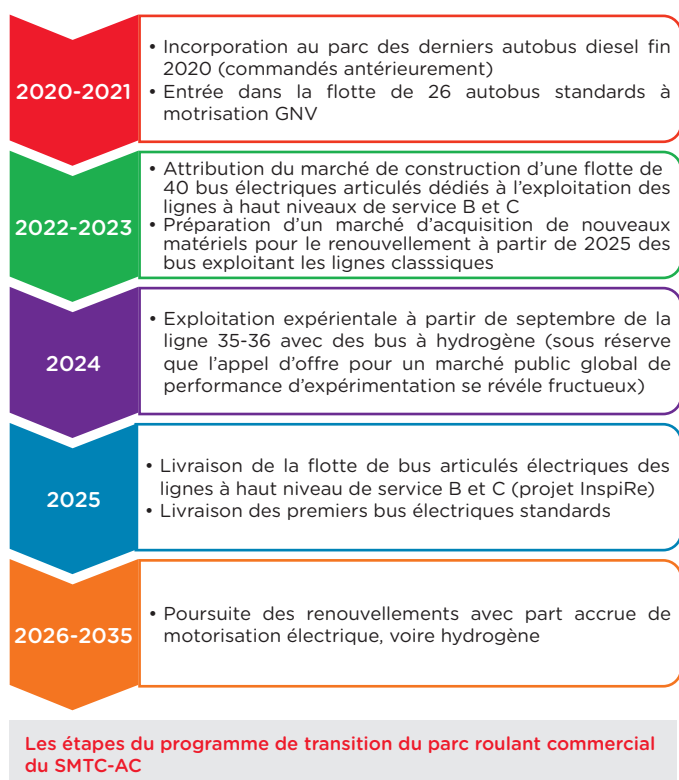 2020-2021
• Incorporation au parc des derniers autobus diesel fin
2020 (commandés antérieurement)
• Entrée dans la flotte de 26 autobus standards à
motrisation GNV
2022-2023
• Attribution du marché de construction d’une flotte de
40 bus électriques articulés dédiés à l’exploitation des
lignes à haut niveaux de service B et C
• Préparation d’un marché d’acquisition de nouveaux
matériels pour le renouvellement à partir de 2025 des
bus exploitant les lignes classsiques
2024
• Exploitation expérientale à partir de septembre de la
ligne 35-36 avec des bus à hydrogène (sous réserve
que l’appel d’offre pour un marché public global de
performance d’expérimentation se révéle fructueux)
2025
• Livraison de la flotte de bus articulés électriques des
lignes à haut niveau de service B et C (projet InspiRe)
• Livraison des premiers bus électriques standards
2026-2035
• Poursuite des renouvellements avec part accrue de
motorisation électrique, voire hydrogène
Les étapes du programme de transition du parc roulant commercial
du SMTC-AC